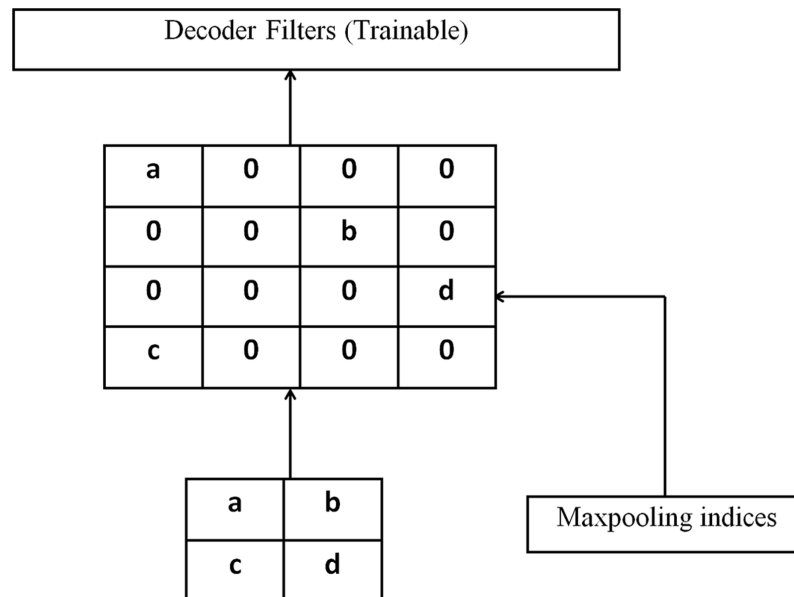 Decoder Filters (Trainable)
a 0 0 0
0 0 b 0
0 0 0 d
c 0 0 0
a b
Maxpooling indices
c d